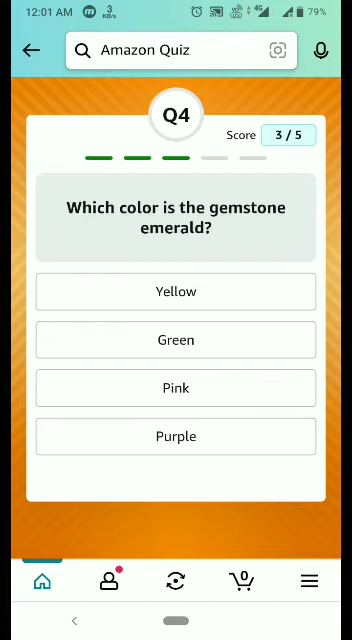 12:01 AM m 3 KB/s 4G 79%
Amazon Quiz
Q4
Score 3 / 5
Which color is the gemstone
emerald?
Yellow
Green
Pink
Purple
0